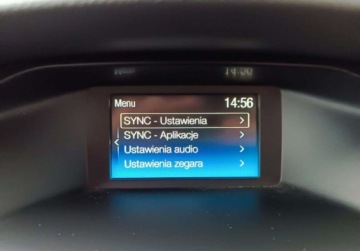 Menu 14:56
SYNC - Ustawienia >
SYNC - Aplikacje >
Ustawienia audio >
Ustawienia zegara >